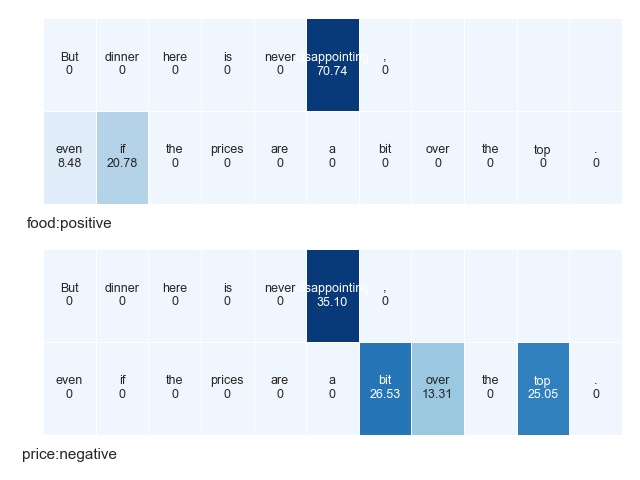 But dinner here is never sappointing ,
0 0 0 0 0 70.74 0
even if the prices are a bit over the top .
8.48 20.78 0 0 0 0 0 0 0 0 0
food:positive
But dinner here is never sappointing ,
0 0 0 0 0 35.10 0
even if the prices are a bit over the top .
0 0 0 0 0 0 26.53 13.31 0 25.05 0
price:negative